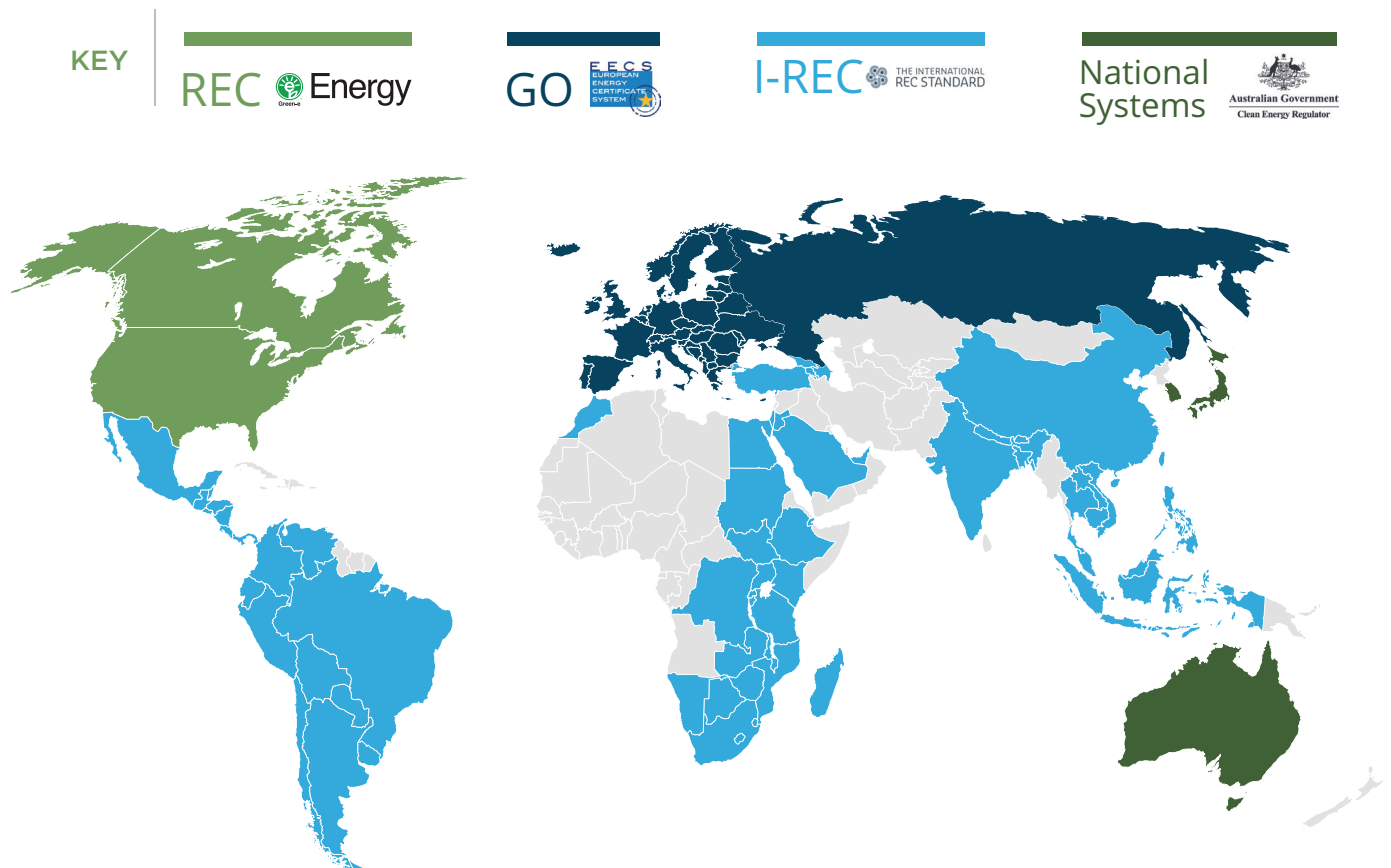 KEY
REC
Green-e
Energy
GO
EECS
EUROPEAN
ENERGY
CERTIFICATE
SYSTEM
I-REC
THE INTERNATIONAL
REC STANDARD
National
Systems
Australian Government
Clean Energy Regulator